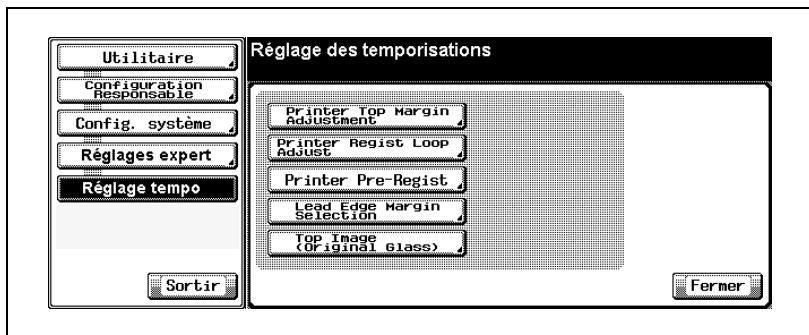 Utilitaire
Configuration
Responsable
Config. système
Réglages expert
Réglage tempo
Sortir
Réglage des temporisations
Printer Top Margin
Adjustment
Printer Regist Loop
Adjust
Printer Pre-Regist
Lead Edge Margin
Selection
Top Image
(Original Glass)
Fermer